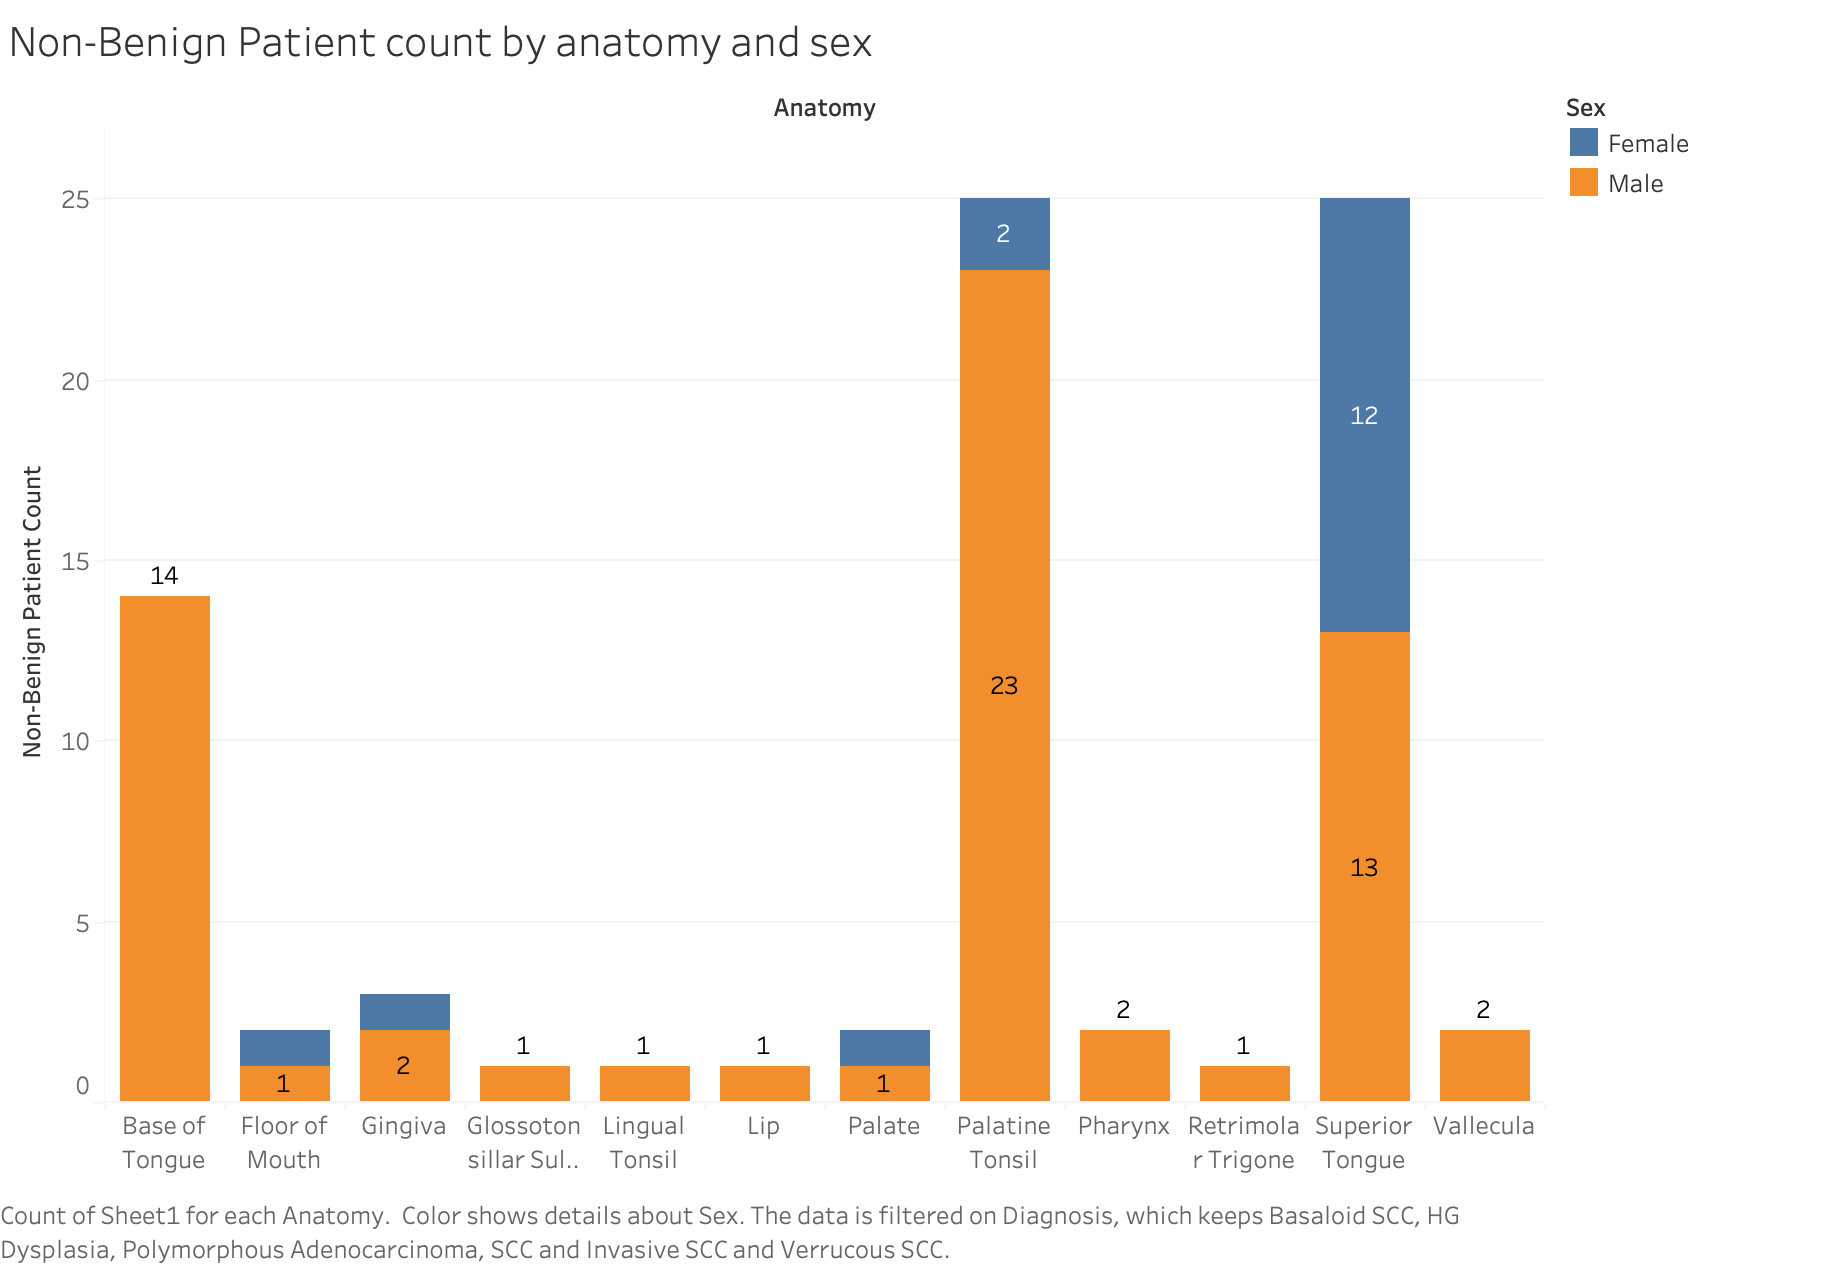 Non-Benign Patient count by anatomy and sex
Anatomy
Sex
Female
Male
Non-Benign Patient Count
25
20
15
10
5
0
14
1
2
1
1
1
1
2
23
2
1
12
13
2
Base of
Tongue
Floor of
Mouth
Gingiva
Glossoton
sillar Sul..
Lingual
Tonsil
Lip
Palate
Palatine
Tonsil
Pharynx
Retrimola
r Trigone
Superior
Tongue
Vallecula
Count of Sheet1 for each Anatomy.  Color shows details about Sex. The data is filtered on Diagnosis, which keeps Basaloid SCC, HG
Dysplasia, Polymorphous Adenocarcinoma, SCC and Invasive SCC and Verrucous SCC.